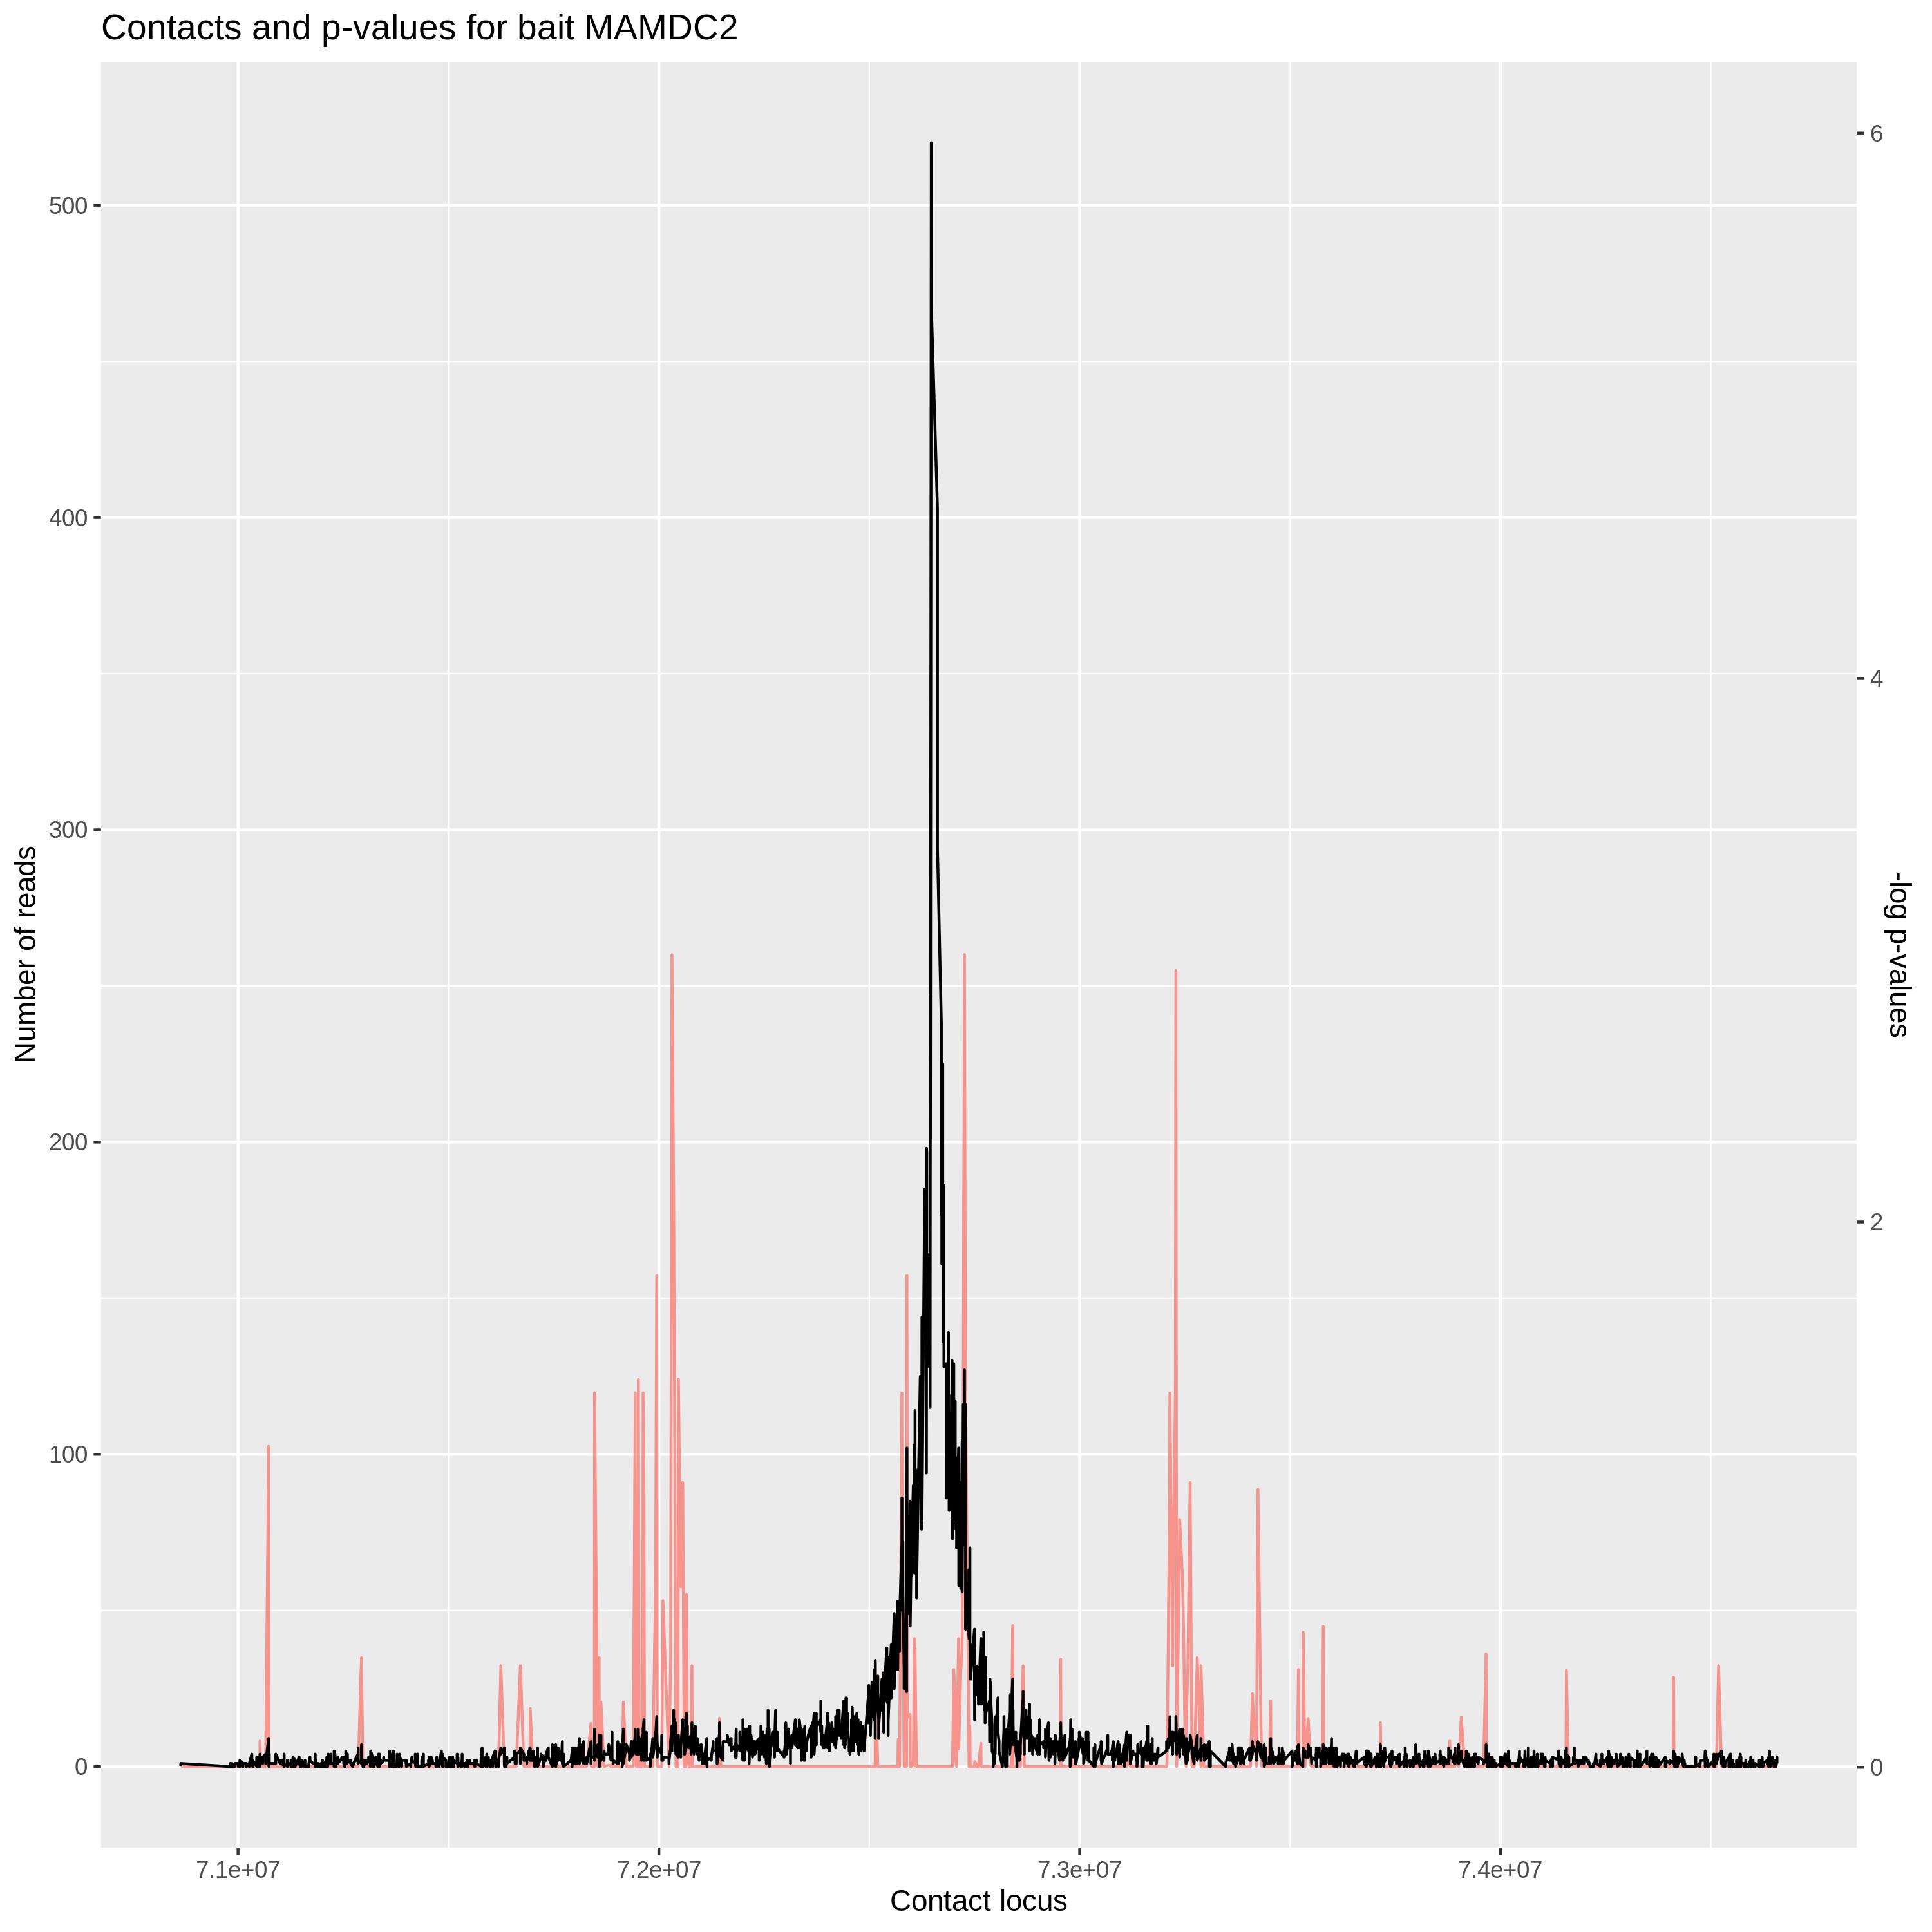 Contacts and p-values for bait MAMDC2
Number of reads
500
400
300
200
100
0
6
4
2
0
-log p-values
7.1e+07
7.2e+07
7.3e+07
7.4e+07
Contact locus